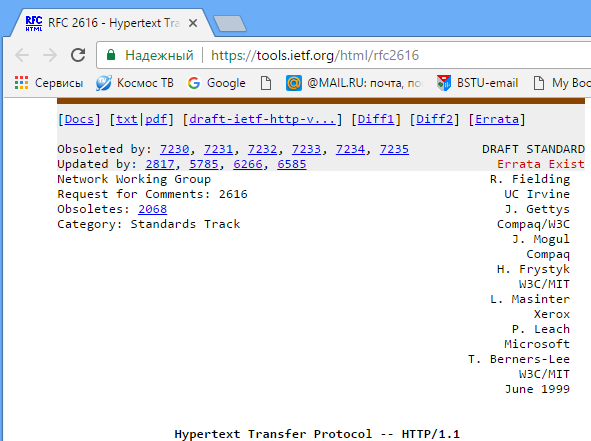 RFC HTML RFC 2616 - Hypertext Tra
Надежный https://tools.ietf.org/html/rfc2616
Сервисы Космос ТВ Google @MAIL.RU: почта, по BSTU-email My Boo
[Docs] [txt|pdf] [draft-ietf-http-v...] [Diff1] [Diff2] [Errata]
Obsoleted by: 7230, 7231, 7232, 7233, 7234, 7235 DRAFT STANDARD
Updated by: 2817, 5785, 6266, 6585 Errata Exist
Network Working Group R. Fielding
Request for Comments: 2616 UC Irvine
Obsoletes: 2068 J. Gettys
Category: Standards Track Compaq/W3C
J. Mogul
Compaq
H. Frystyk
W3C/MIT
L. Masinter
Xerox
P. Leach
Microsoft
T. Berners-Lee
W3C/MIT
June 1999
Hypertext Transfer Protocol -- HTTP/1.1